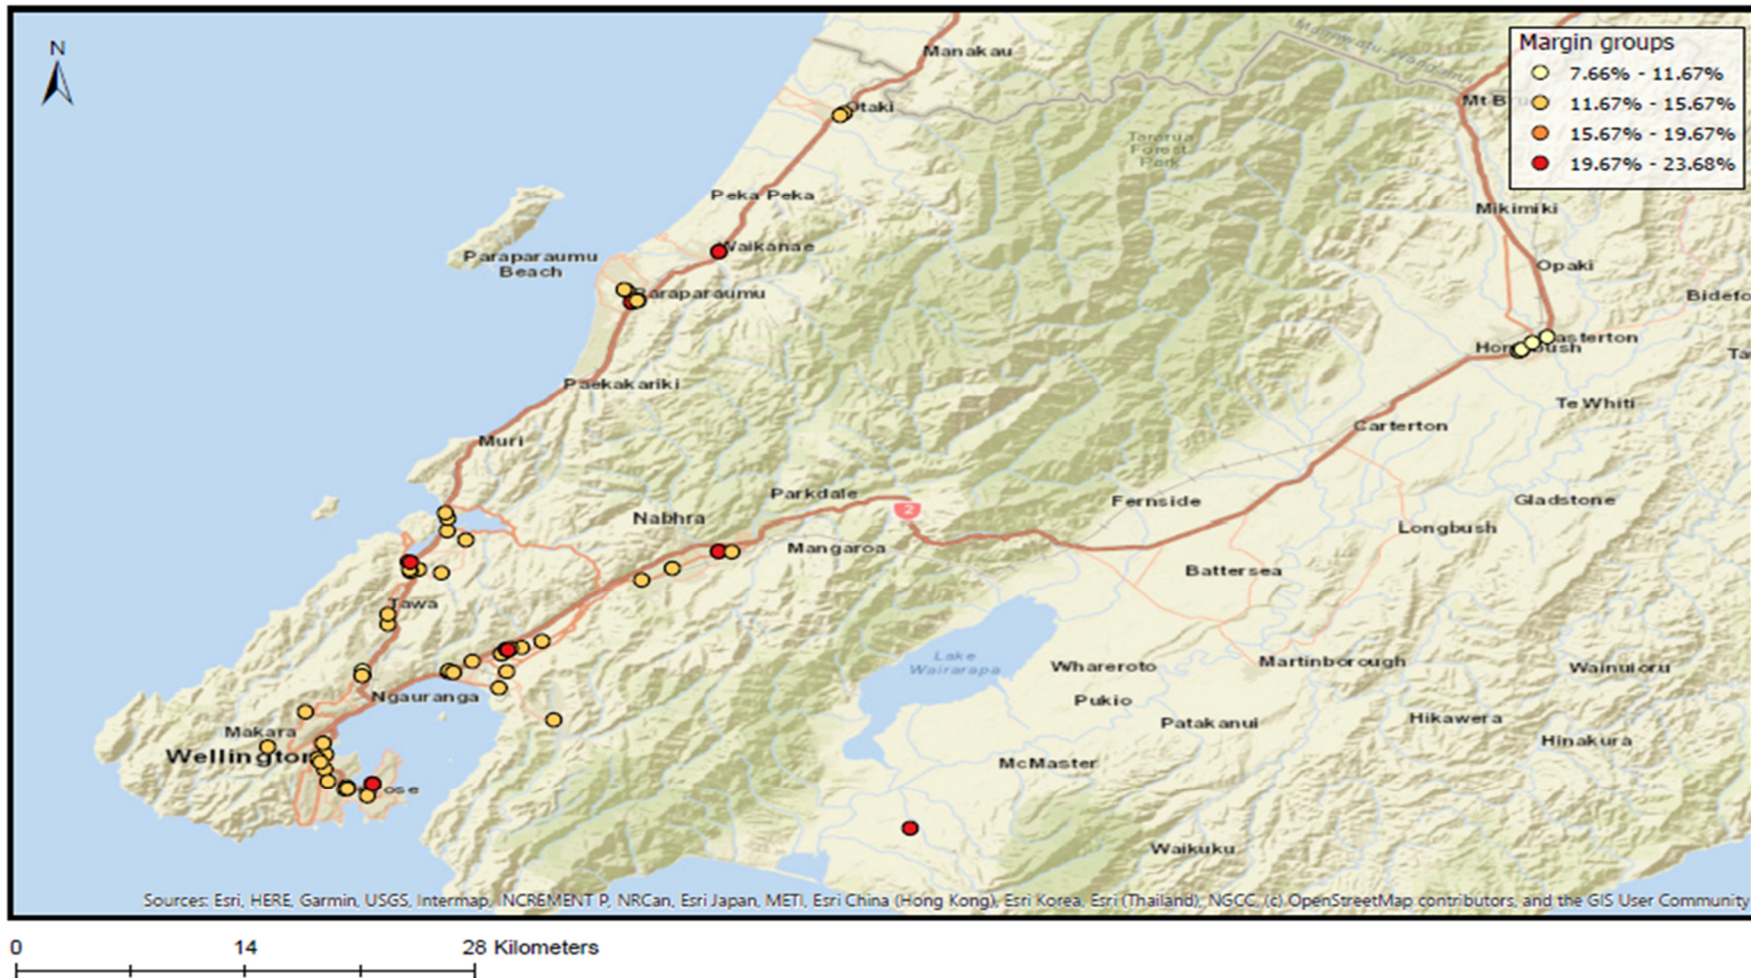 N
Margin groups
7.66% - 11.67%
11.67% - 15.67%
15.67% - 19.67%
19.67% - 23.68%
Manakau
Otaki
Mt Br
Tararua
Forest
Park
Peka Peka
Mikimiki
Waikanae
Paraparaumu
Beach
Opaki
Paraparaumu
Masterton
Te Whiti
Paekakariki
Carterton
Muri
Parkdale
2
Fernside
Gladstone
Nabhra
Longbush
Mangaroa
Battersea
Tawa
Lake
Wairarapa
Whareroto
Martinborough
Wainuioru
Ngauranga
Pukio
Patakanui
Hikawera
Makara
Hinakura
Wellington
McMaster
ose
Waikuku
Sources: Esri, HERE, Garmin, USGS, Intermap, INCREMENT P, NRCan, Esri Japan, METI, Esri China (Hong Kong), Esri Korea, Esri (Thailand), NGCC, (c) OpenStreetMap contributors, and the GIS User Community
0 14 28 Kilometers